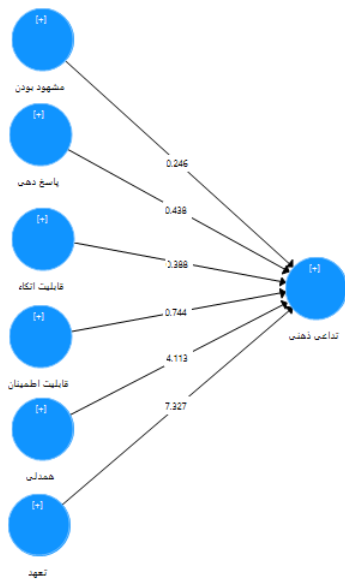 [+]
مشهود بودن
[+]
پاسخ دهی
[+]
قابلیت اتکاء
[+]
قابلیت اطمینان
[+]
همدلی
[+]
تعهد
0.246
0.438
0.388
0.744
4.113
7.327
[+]
تداعی ذهنی